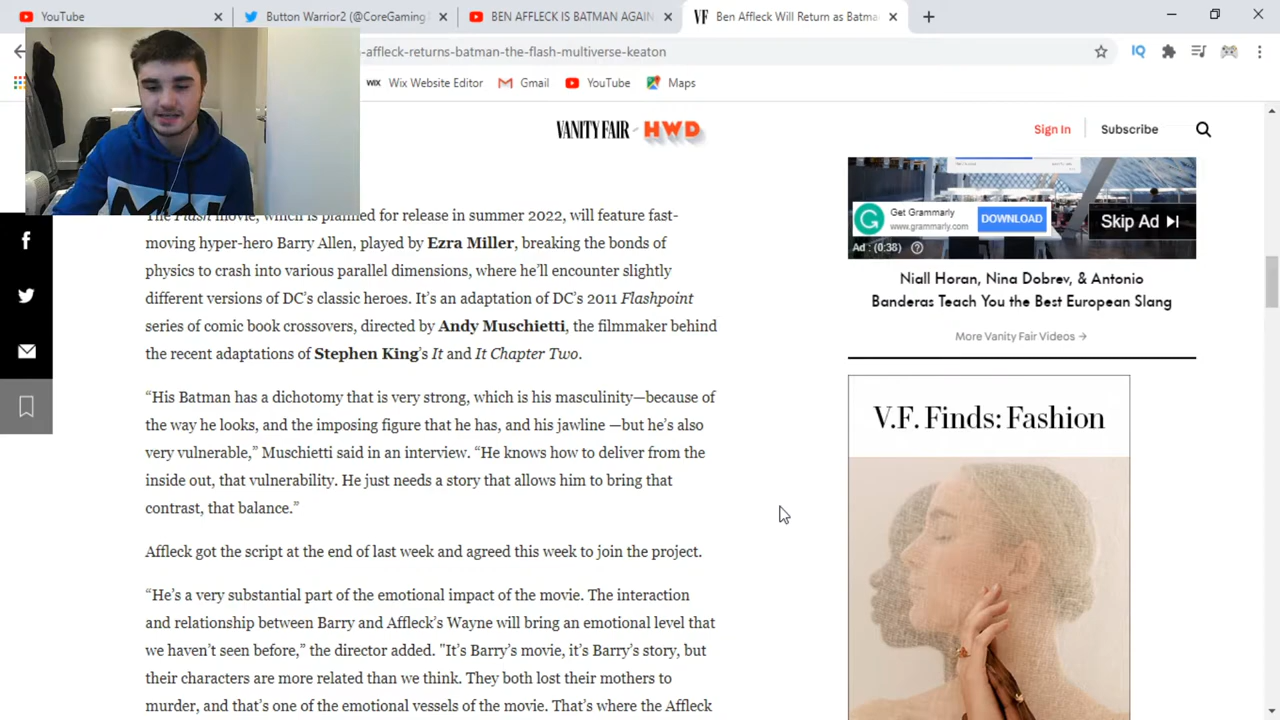 YouTube
Button Warrior2 (@CoreGaming
BEN AFFLECK IS BATMAN AGAIN
VF Ben Affleck Will Return as Batma
-affleck-returns-batman-the-flash-multiverse-keaton
IQ
WIX Wix Website Editor
Gmail
YouTube
Maps
VANITY FAIR HWD
Sign In
Subscribe
The Flash movie, which is planned for release in summer 2022, will feature fast-
moving hyper-hero Barry Allen, played by Ezra Miller, breaking the bonds of
physics to crash into various parallel dimensions, where he'll encounter slightly
different versions of DC's classic heroes. It's an adaptation of DC's 2011 Flashpoint
series of comic book crossovers, directed by Andy Muschietti, the filmmaker behind
the recent adaptations of Stephen King's It and It Chapter Two.
“His Batman has a dichotomy that is very strong, which is his masculinity—because of
the way he looks, and the imposing figure that he has, and his jawline —but he's also
very vulnerable,” Muschietti said in an interview. “He knows how to deliver from the
inside out, that vulnerability. He just needs a story that allows him to bring that
contrast, that balance.”
Affleck got the script at the end of last week and agreed this week to join the project.
“He's a very substantial part of the emotional impact of the movie. The interaction
and relationship between Barry and Affleck's Wayne will bring an emotional level that
we haven't seen before,” the director added. "It's Barry's movie, it's Barry's story, but
their characters are more related than we think. They both lost their mothers to
murder, and that's one of the emotional vessels of the movie. That's where the Affleck
Get Grammarly
www.grammarly.com
DOWNLOAD
Skip Ad
Ad : (0:38)
Niall Horan, Nina Dobrev, & Antonio
Banderas Teach You the Best European Slang
More Vanity Fair Videos →
V.F. Finds: Fashion